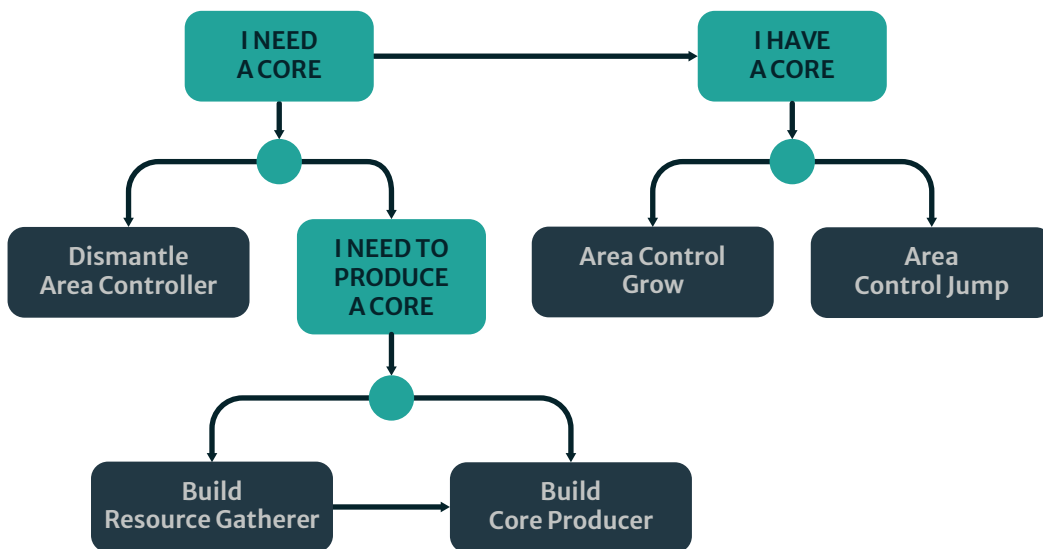 I NEED
A CORE
I HAVE
A CORE
Dismantle
Area Controller
I NEED TO
PRODUCE
A CORE
Area Control
Grow
Area
Control Jump
Build
Resource Gatherer
Build
Core Producer